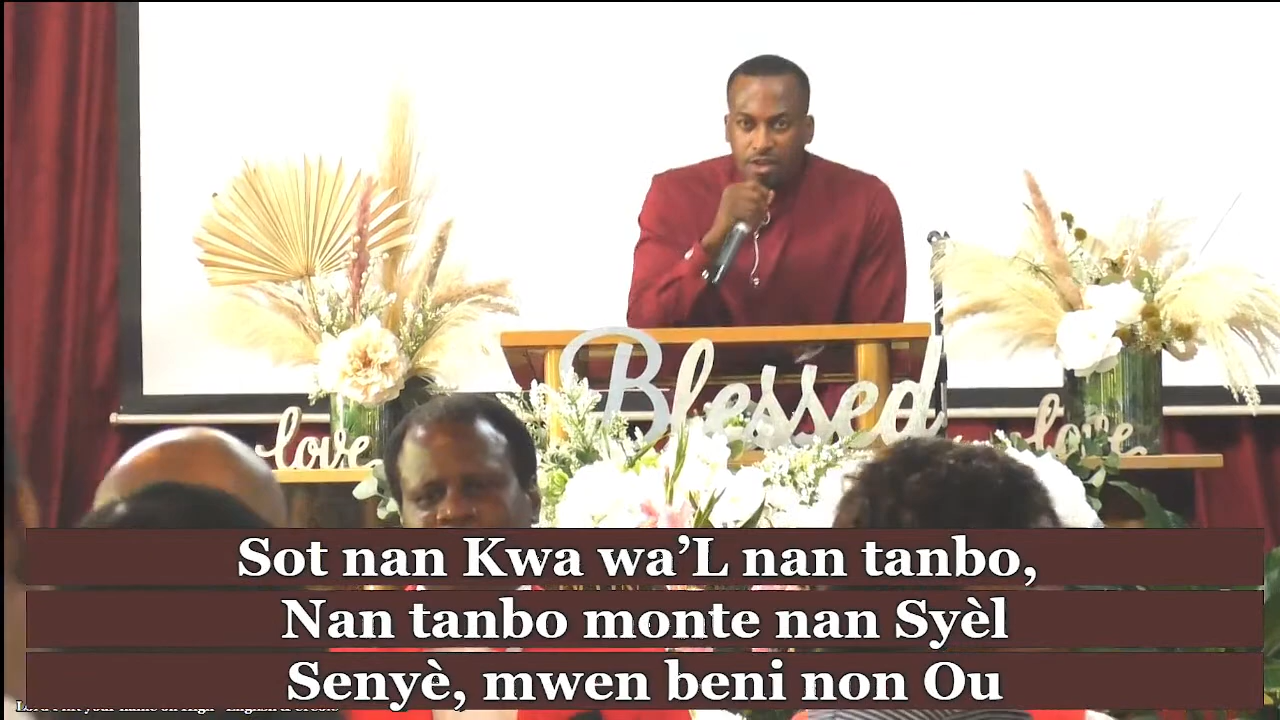 Blessed
love
love
Sot nan Kwa wa’L nan tanbo,
Nan tanbo monte nan Syèl
Senyè, mwen beni non Ou